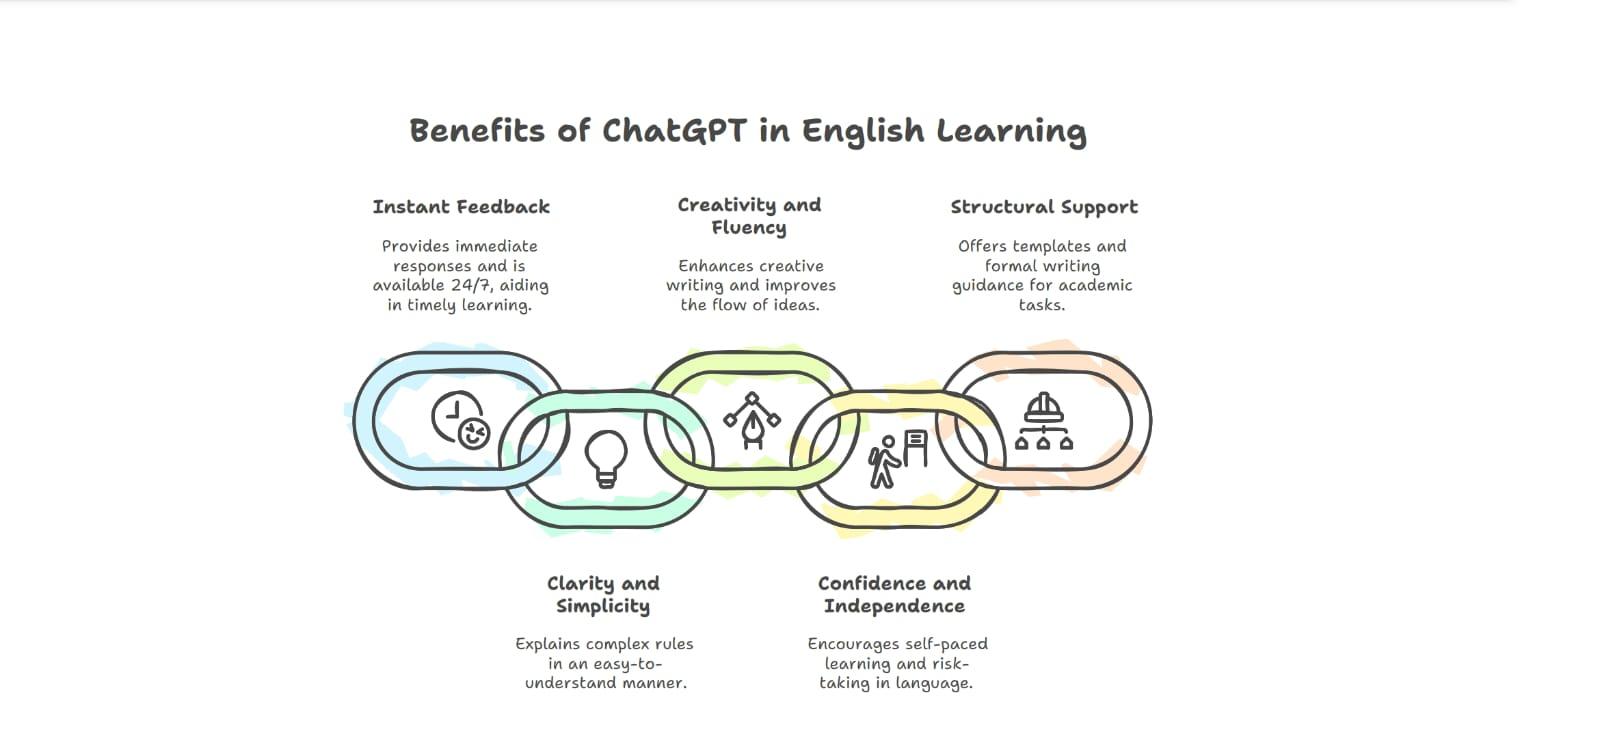 Benefits of ChatGPT in English Learning
Instant Feedback
Provides immediate
responses and is
available 24/7, aiding
in timely learning.
Creativity and
Fluency
Enhances creative
writing and improves
the flow of ideas.
Structural Support
Offers templates and
formal writing
guidance for academic
tasks.
Clarity and
Simplicity
Explains complex rules
in an easy-to-
understand manner.
Confidence and
Independence
Encourages self-paced
learning and risk-
taking in language.